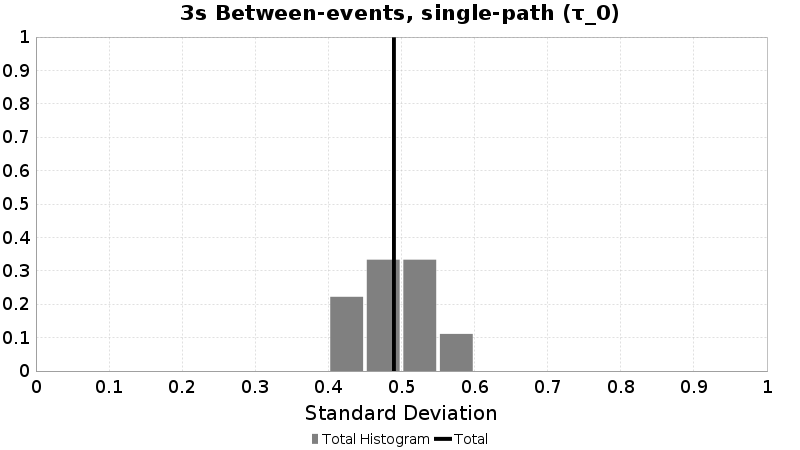 3s Between-events, single-path (τ_0)
1
0.9
0.8
0.7
0.6
0.5
0.4
0.3
0.2
0.1
0
0 0.1 0.2 0.3 0.4 0.5 0.6 0.7 0.8 0.9 1
Standard Deviation
Total Histogram Total